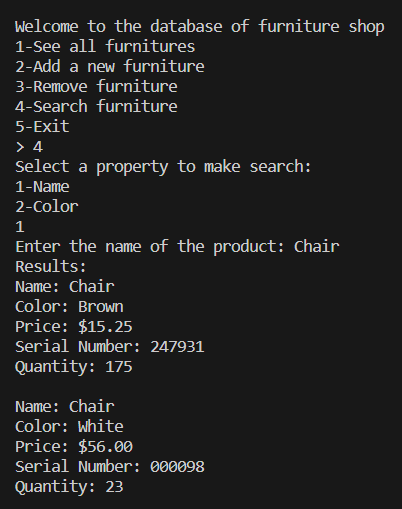 Welcome to the database of furniture shop
1-See all furnitures
2-Add a new furniture
3-Remove furniture
4-Search furniture
5-Exit
> 4
Select a property to make search:
1-Name
2-Color
1
Enter the name of the product: Chair
Results:
Name: Chair
Color: Brown
Price: $15.25
Serial Number: 247931
Quantity: 175

Name: Chair
Color: White
Price: $56.00
Serial Number: 000098
Quantity: 23